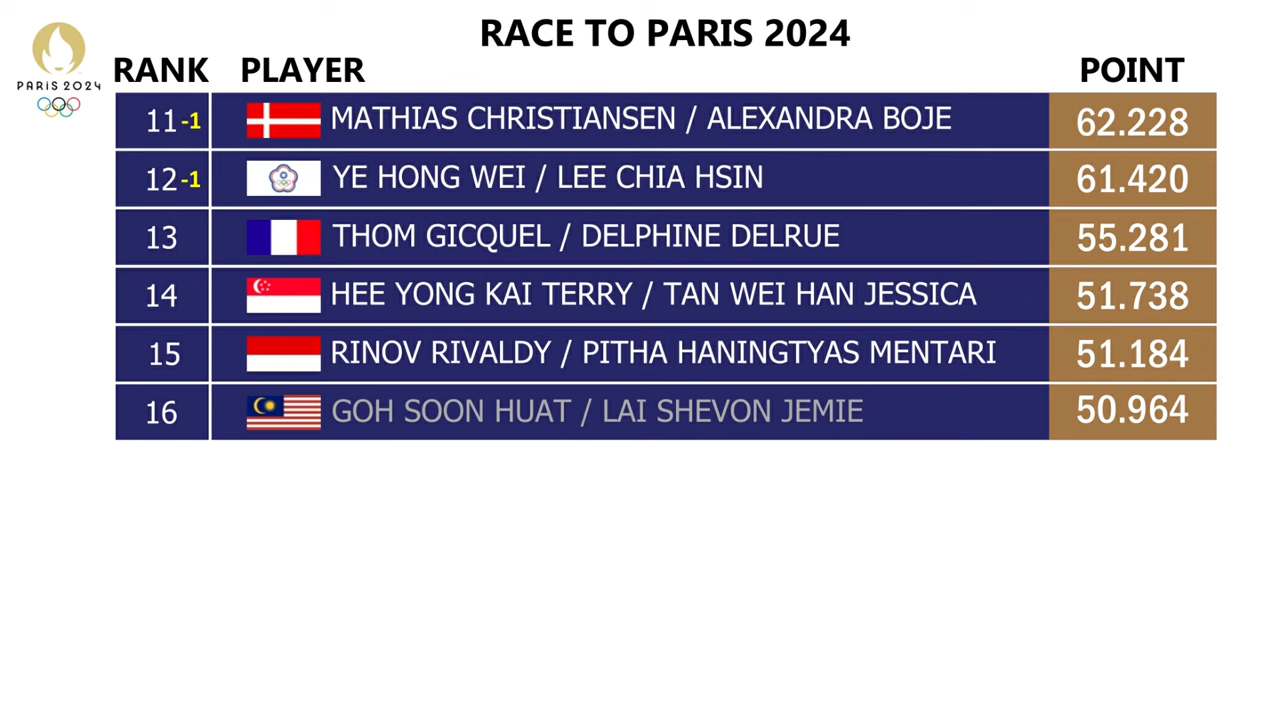 RACE TO PARIS 2024
PARIS 2024
RANK PLAYER POINT
11 -1 MATHIAS CHRISTIANSEN / ALEXANDRA BOJE 62.228
12 -1 YE HONG WEI / LEE CHIA HSIN 61.420
13 THOM GICQUEL / DELPHINE DELRUE 55.281
14 HEE YONG KAI TERRY / TAN WEI HAN JESSICA 51.738
15 RINOV RIVALDY / PITHA HANINGTYAS MENTARI 51.184
16 GOH SOON HUAT / LAI SHEVON JEMIE 50.964